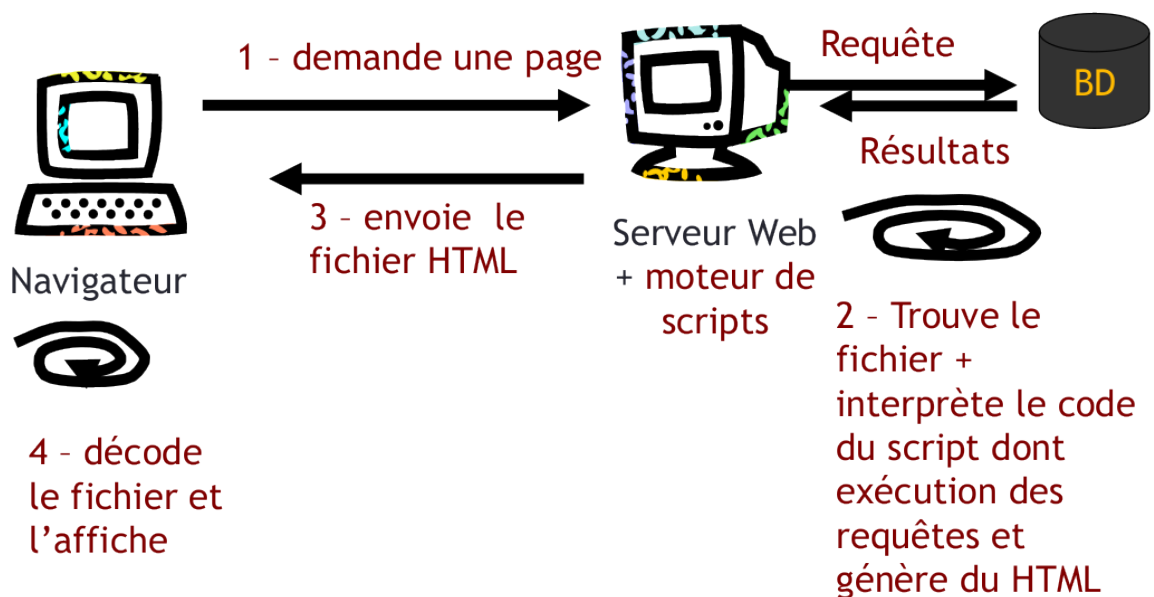 1 - demande une page
Requête
BD
Résultats
3 - envoie le
fichier HTML
Serveur Web
+ moteur de
scripts
Navigateur
2 - Trouve le
fichier +
interprète le code
du script dont
exécution des
requêtes et
génère du HTML
4 - décode
le fichier et
l'affiche